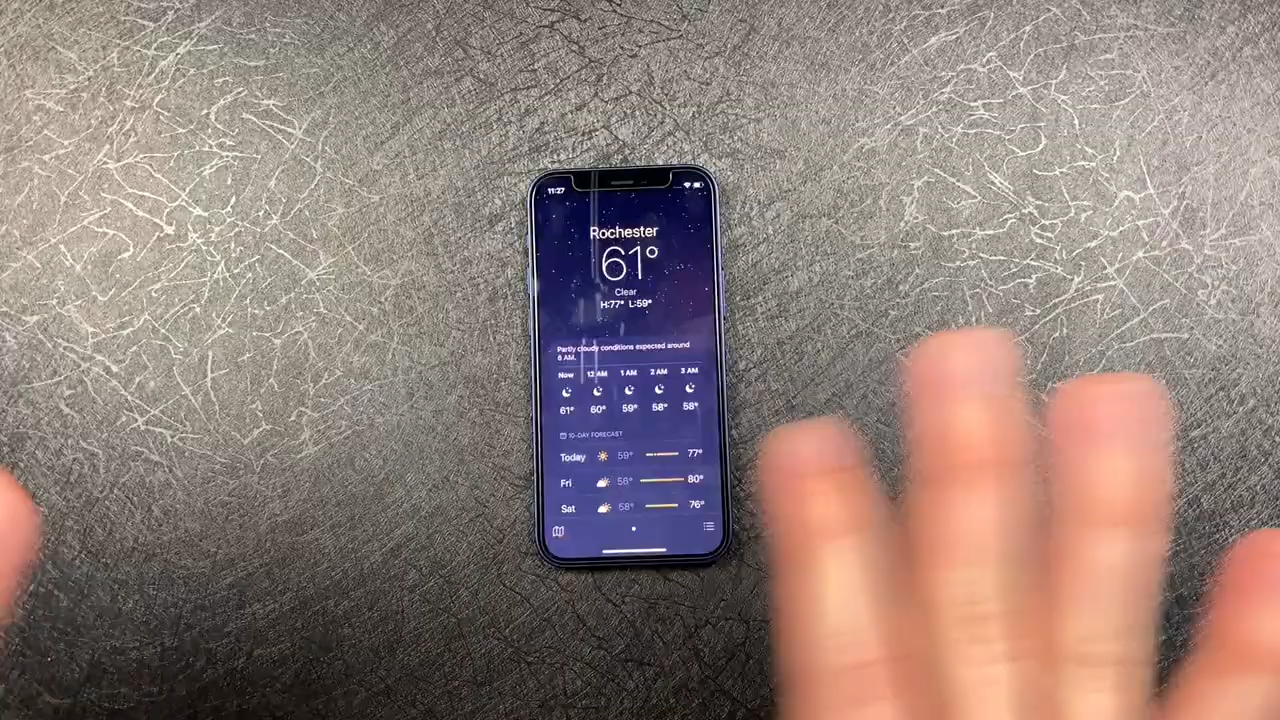 11:27
Rochester
61°
Clear
H:77° L:59°
Partly cloudy conditions expected around
8 AM.
Now 12 AM 1 AM 2 AM 3 AM
61° 60° 59° 58° 58°
10-DAY FORECAST
Today 59° 77°
Fri 56° 80°
Sat 58° 76°